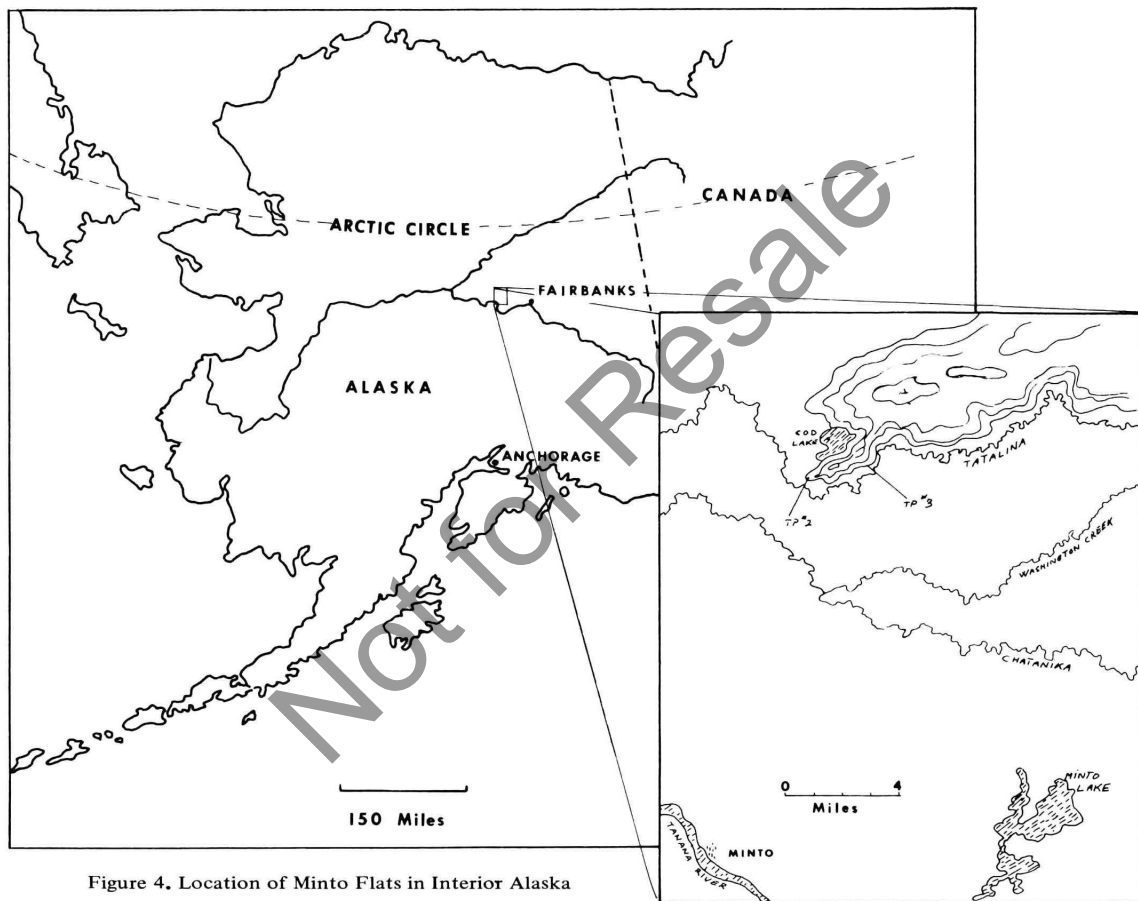 ARCTIC CIRCLE
CANADA
FAIRBANKS
ALASKA
ANCHORAGE
150 Miles
COD
LAKE
TATALINA
TP#2
TP#3
WASHINGTON CREEK
CHATANIKA
0 4
Miles
MINTO
LAKE
MINTO
TANANA RIVER
Not for Resale
Figure 4. Location of Minto Flats in Interior Alaska